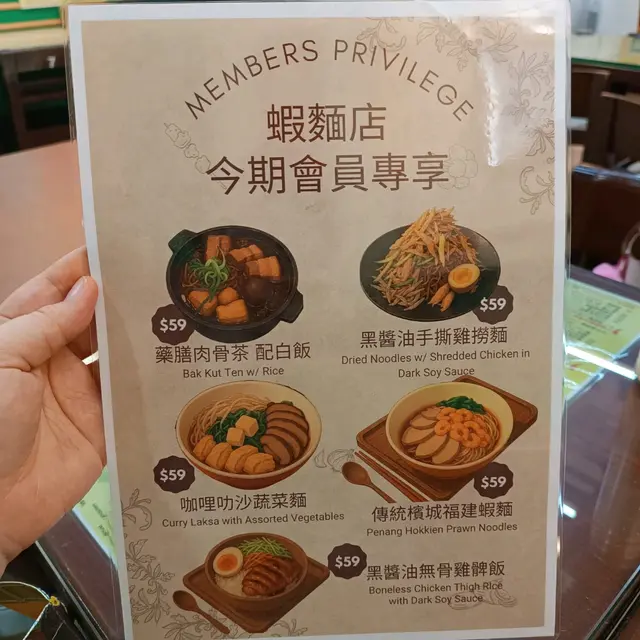 MEMBERS PRIVILEGE
蝦麵店
今期會員專享
$59
藥膳肉骨茶 配白飯
Bak Kut Ten w/ Rice
$59
黑醬油手撕雞撈麵
Dried Noodles w/ Shredded Chicken in
Dark Soy Sauce
$59
咖哩叻沙蔬菜麵
Curry Laksa with Assorted Vegetables
$59
傳統檳城福建蝦麵
Penang Hokkien Prawn Noodles
$59
黑醬油無骨雞髀飯
Boneless Chicken Thigh Rice
with Dark Soy Sauce